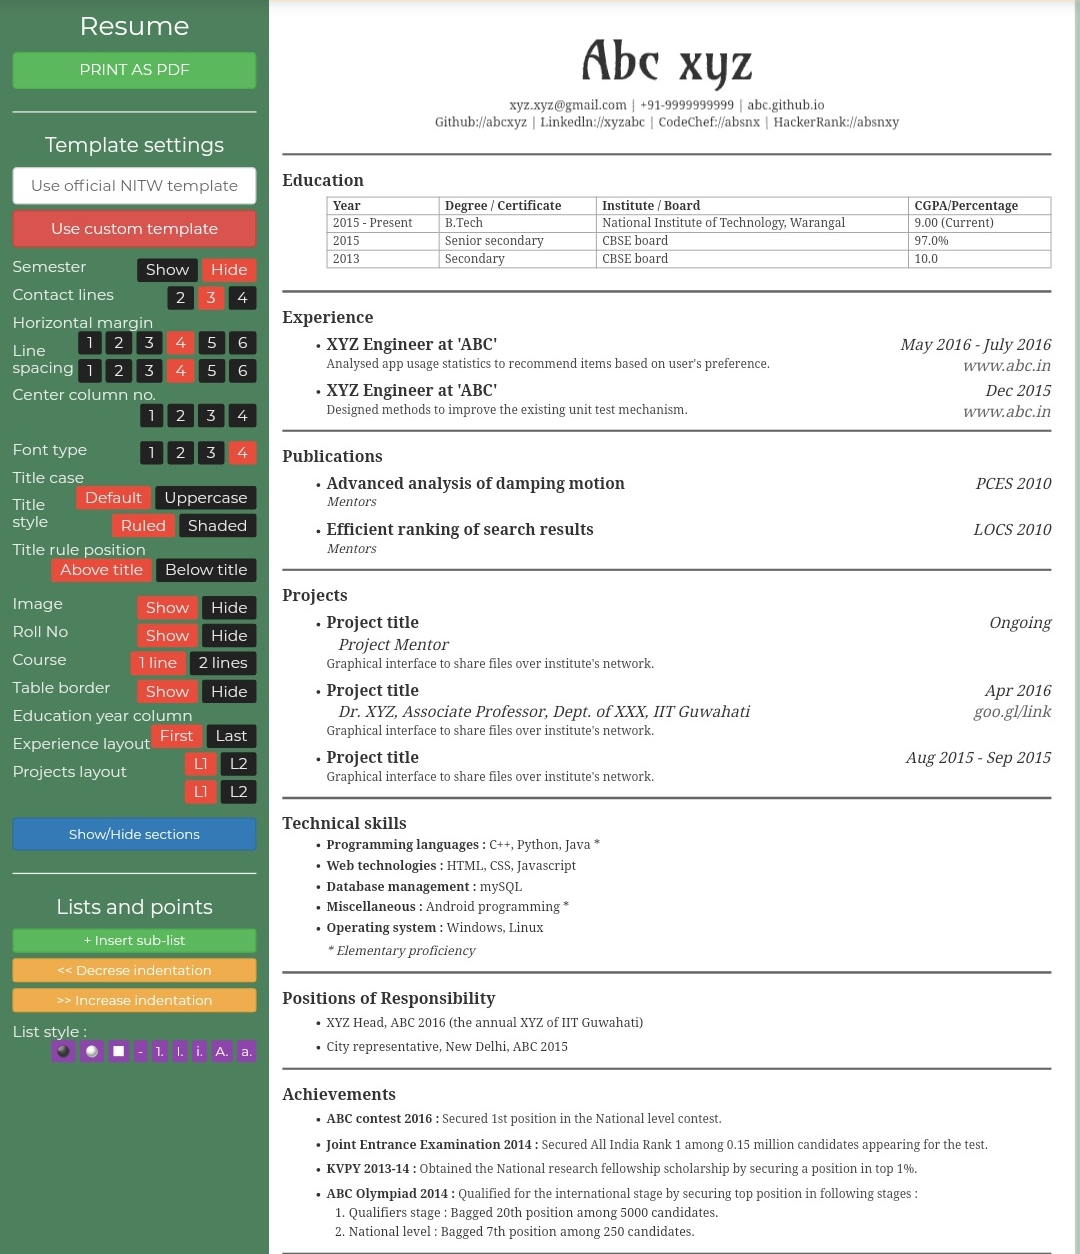 Resume
PRINT AS PDF
Template settings
Use official NITW template
Use custom template
Semester Show Hide
Contact lines 2 3 4
Horizontal margin
1 2 3 4 5 6
Line spacing 1 2 3 4 5 6
Center column no.
1 2 3 4
Font type 1 2 3 4
Title case
Default Uppercase
Title style Ruled Shaded
Title rule position
Above title Below title
Image Show Hide
Roll No Show Hide
Course 1 line 2 lines
Table border Show Hide
Education year column
First Last
Experience layout L1 L2
Projects layout L1 L2
Show/Hide sections
Lists and points
+ Insert sub-list
<< Decrese indentation
>> Increase indentation
List style :
- 1. I. i. A. a.
Abc xyz
xyz.xyz@gmail.com | +91-9999999999 | abc.github.io
Github://abcxyz | Linkedln://xyzabc | CodeChef://absnx | HackerRank://absnxy
Education
Year Degree / Certificate Institute / Board CGPA/Percentage
2015 - Present B.Tech National Institute of Technology, Warangal 9.00 (Current)
2015 Senior secondary CBSE board 97.0%
2013 Secondary CBSE board 10.0
Experience
• XYZ Engineer at 'ABC' May 2016 - July 2016
Analysed app usage statistics to recommend items based on user's preference. www.abc.in
• XYZ Engineer at 'ABC' Dec 2015
Designed methods to improve the existing unit test mechanism. www.abc.in
Publications
• Advanced analysis of damping motion PCES 2010
Mentors
• Efficient ranking of search results LOCS 2010
Mentors
Projects
• Project title Ongoing
Project Mentor
Graphical interface to share files over institute's network.
• Project title Apr 2016
Dr. XYZ, Associate Professor, Dept. of XXX, IIT Guwahati goo.gl/link
Graphical interface to share files over institute's network.
• Project title Aug 2015 - Sep 2015
Graphical interface to share files over institute's network.
Technical skills
• Programming languages : C++, Python, Java *
• Web technologies : HTML, CSS, Javascript
• Database management : mySQL
• Miscellaneous : Android programming *
• Operating system : Windows, Linux
* Elementary proficiency
Positions of Responsibility
• XYZ Head, ABC 2016 (the annual XYZ of IIT Guwahati)
• City representative, New Delhi, ABC 2015
Achievements
• ABC contest 2016 : Secured 1st position in the National level contest.
• Joint Entrance Examination 2014 : Secured All India Rank 1 among 0.15 million candidates appearing for the test.
• KVPY 2013-14 : Obtained the National research fellowship scholarship by securing a position in top 1%.
• ABC Olympiad 2014 : Qualified for the international stage by securing top position in following stages :
1. Qualifiers stage : Bagged 20th position among 5000 candidates.
2. National level : Bagged 7th position among 250 candidates.